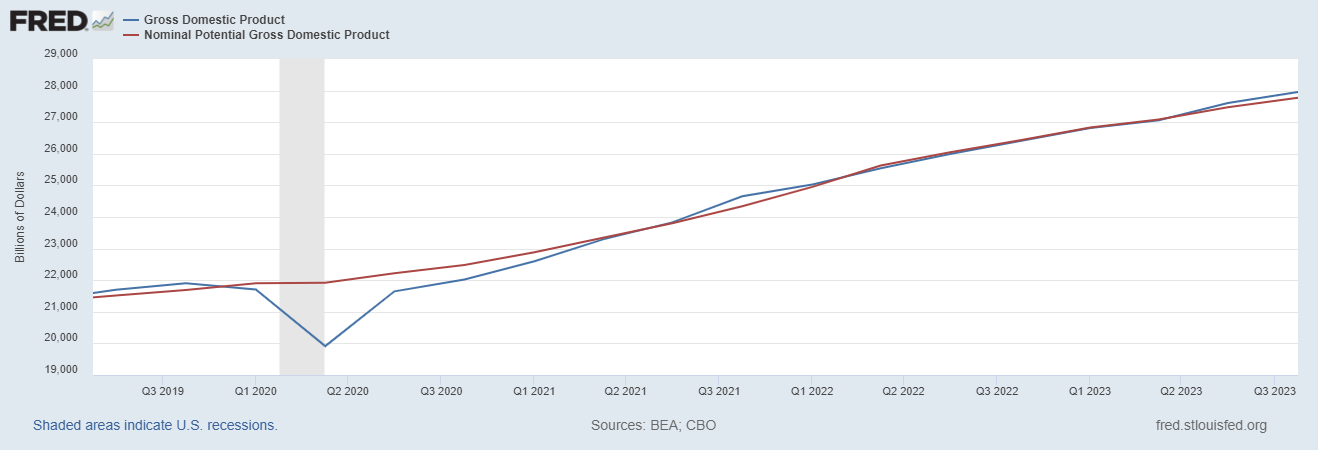 FRED
Gross Domestic Product
Nominal Potential Gross Domestic Product
29,000
28,000
27,000
26,000
25,000
24,000
23,000
22,000
21,000
20,000
19,000
Billions of Dollars
Q3 2019 Q1 2020 Q2 2020 Q3 2020 Q1 2021 Q2 2021 Q3 2021 Q1 2022 Q2 2022 Q3 2022 Q1 2023 Q2 2023 Q3 2023
Shaded areas indicate U.S. recessions. Sources: BEA; CBO fred.stlouisfed.org